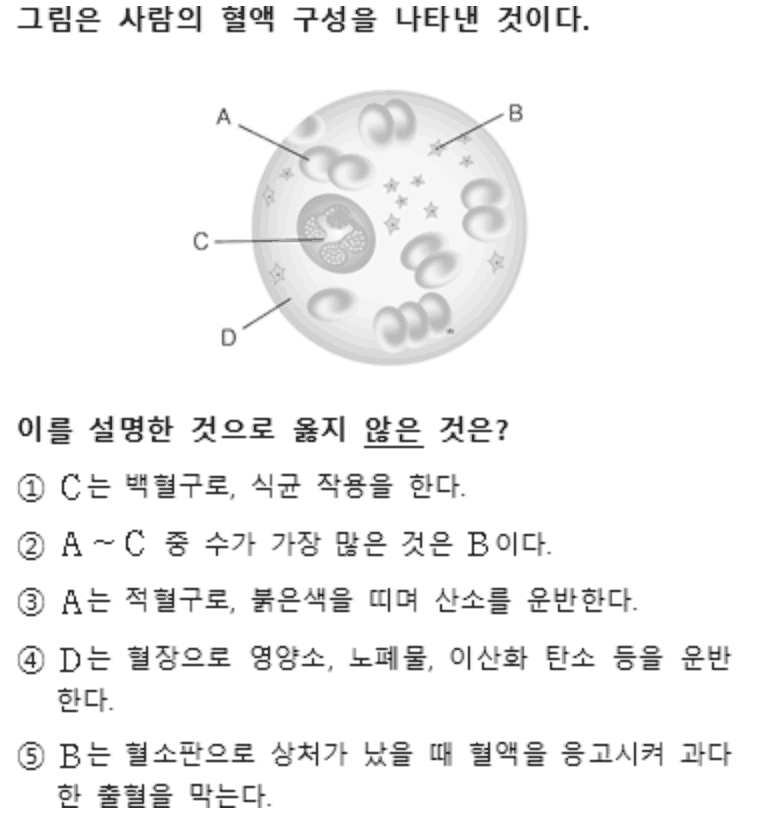 그림은 사람의 혈액 구성을 나타낸 것이다.
A
B
C
D
이를 설명한 것으로 옳지 않은 것은?
① C는 백혈구로, 식균 작용을 한다.
② A ~ C 중 수가 가장 많은 것은 B이다.
③ A는 적혈구로, 붉은색을 띠며 산소를 운반한다.
④ D는 혈장으로 영양소, 노폐물, 이산화 탄소 등을 운반
한다.
⑤ B는 혈소판으로 상처가 났을 때 혈액을 응고시켜 과다
한 출혈을 막는다.